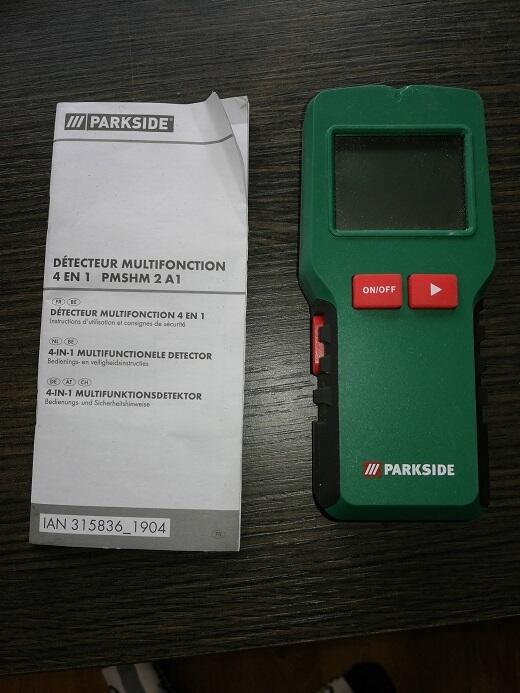 PARKSIDE®
DÉTECTEUR MULTIFONCTION
4 EN 1 PMSHM 2 A1
FR BE
DÉTECTEUR MULTIFONCTION 4 EN 1
Instructions d'utilisation et consignes de sécurité
NL BE
4-IN-1 MULTIFUNCTIONELE DETECTOR
Bedienings- en veiligheidsinstructies
DE AT CH
4-IN-1 MULTIFUNKTIONSDETEKTOR
Bedienungs- und Sicherheitshinweise
IAN 315836_1904
ON/OFF
PARKSIDE